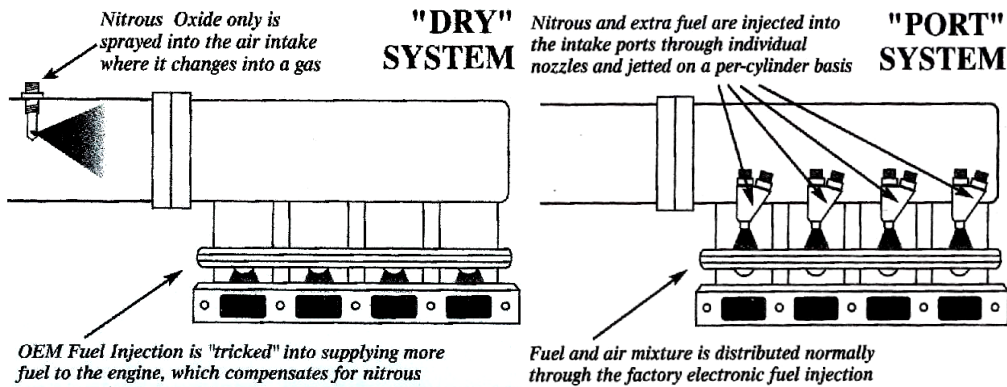 Nitrous Oxide only is
sprayed into the air intake
where it changes into a gas
"DRY"
SYSTEM
OEM Fuel Injection is "tricked" into supplying more
fuel to the engine, which compensates for nitrous
Nitrous and extra fuel are injected into
the intake ports through individual
nozzles and jetted on a per-cylinder basis
"PORT"
SYSTEM
Fuel and air mixture is distributed normally
through the factory electronic fuel injection